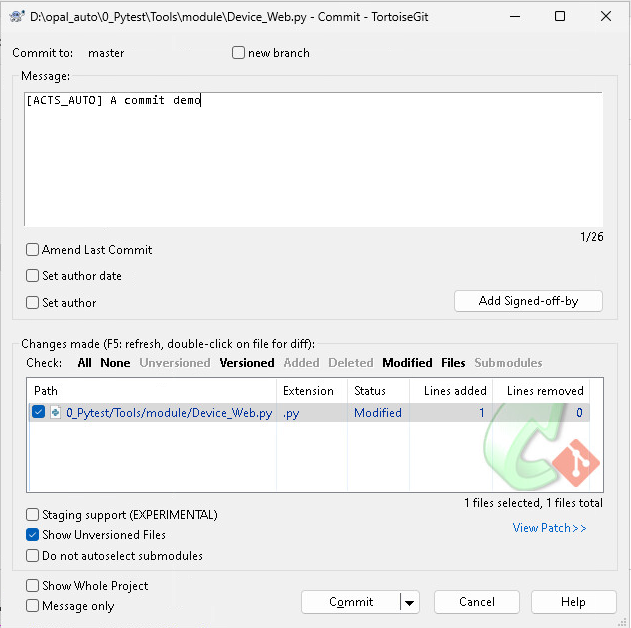 D:\opal_auto\0_Pytest\Tools\module\Device_Web.py - Commit - TortoiseGit
Commit to: master new branch
Message:
[ACTS_AUTO] A commit demo
1/26
Amend Last Commit
Set author date
Set author
Add Signed-off-by
Changes made (F5: refresh, double-click on file for diff):
Check: All None Unversioned Versioned Added Deleted Modified Files Submodules
Path Extension Status Lines added Lines removed
0_Pytest/Tools/module/Device_Web.py .py Modified 1 0
1 files selected, 1 files total
Staging support (EXPERIMENTAL)
View Patch>>
Show Unversioned Files
Do not autoselect submodules
Show Whole Project
Message only
Commit Cancel Help